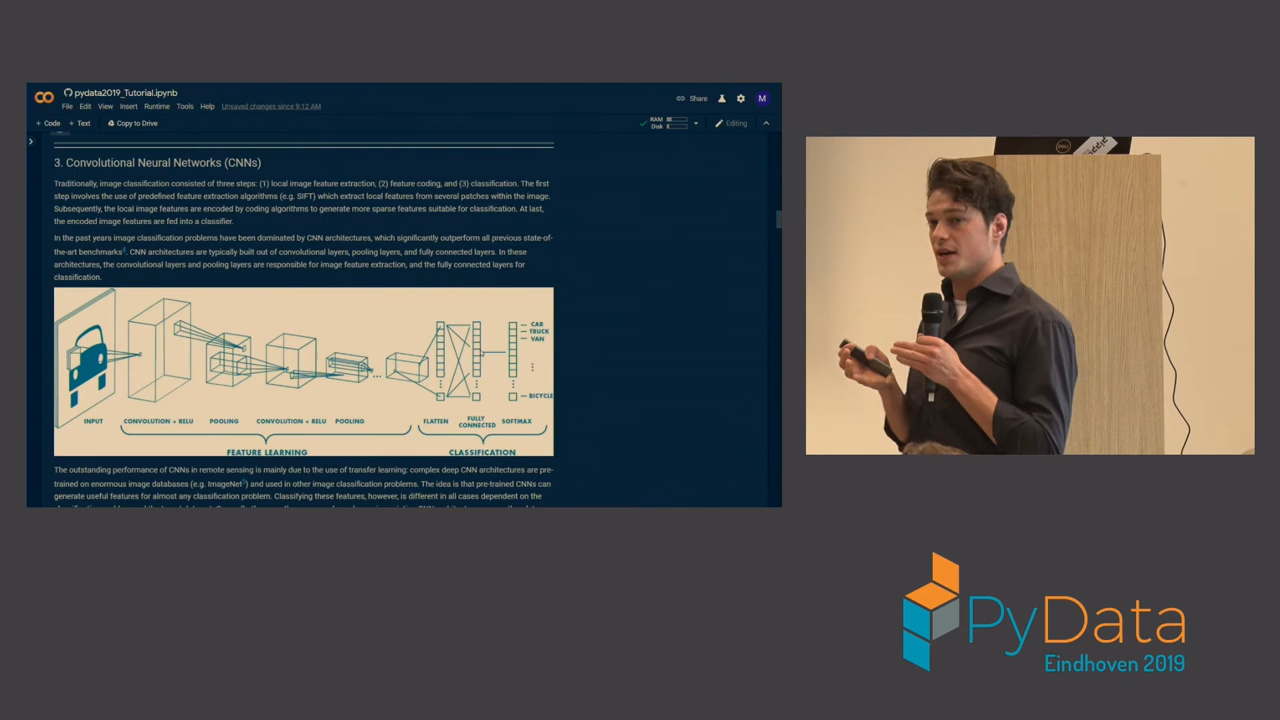 pydata2019_Tutorial.ipynb
File Edit View Insert Runtime Tools Help Unsaved changes since 9:12 AM
Share M
+ Code + Text Copy to Drive
RAM
Disk
Editing
3. Convolutional Neural Networks (CNNs)
Traditionally, image classification consisted of three steps: (1) local image feature extraction, (2) feature coding, and (3) classification. The first
step involves the use of predefined feature extraction algorithms (e.g. SIFT) which extract local features from several patches within the image.
Subsequently, the local image features are encoded by coding algorithms to generate more sparse features suitable for classification. At last,
the encoded image features are fed into a classifier.
In the past years image classification problems have been dominated by CNN architectures, which significantly outperform all previous state-of-
the-art benchmarks. CNN architectures are typically built out of convolutional layers, pooling layers, and fully connected layers. In these
architectures, the convolutional layers and pooling layers are responsible for image feature extraction, and the fully connected layers for
classification.
CAR
TRUCK
VAN
BICYCLE
INPUT CONVOLUTION + RELU POOLING CONVOLUTION + RELU POOLING FLATTEN FULLY CONNECTED SOFTMAX
FEATURE LEARNING CLASSIFICATION
The outstanding performance of CNNs in remote sensing is mainly due to the use of transfer learning: complex deep CNN architectures are pre-
trained on enormous image databases (e.g. ImageNet) and used in other image classification problems. The idea is that pre-trained CNNs can
generate useful features for almost any classification problem. Classifying these features, however, is different in all cases dependent on the
DELL
PyData
Eindhoven 2019